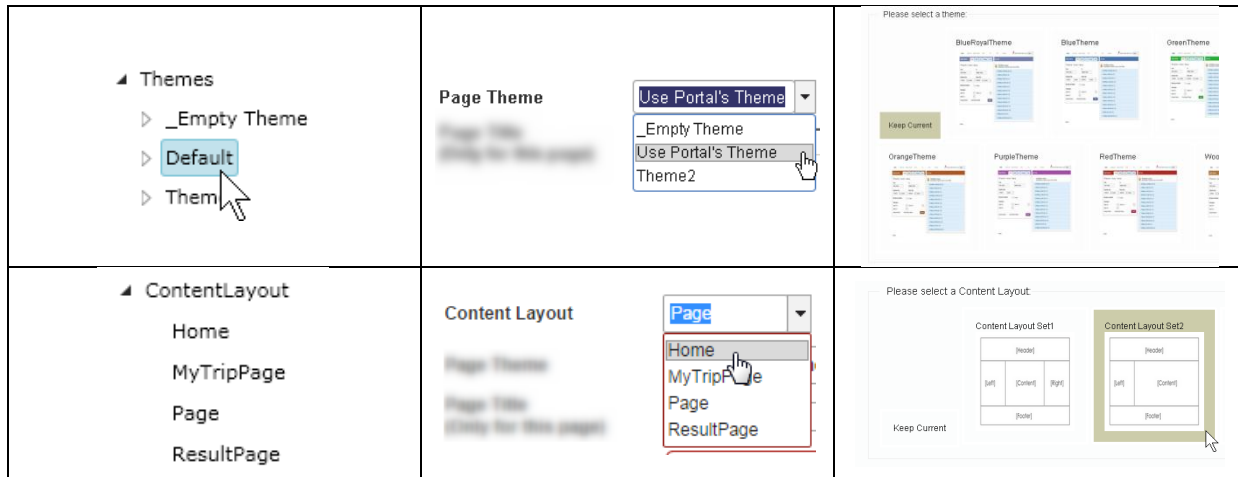 Themes
_Empty Theme
Default
Them
Page Theme
Use Portal's Theme
_Empty Theme
Use Portal's Theme
Theme2
Please select a theme:
BlueRoyalTheme
BlueTheme
GreenTheme
Keep Current
OrangeTheme
PurpleTheme
RedTheme
Woo
ContentLayout
Home
MyTripPage
Page
ResultPage
Content Layout
Page
Home
MyTripPage
Page
ResultPage
Please select a Content Layout:
Content Layout Set1
Content Layout Set2
[Header]
[Left]
[Content]
[Right]
[Footer]
[Header]
[Left]
[Content]
[Footer]
Keep Current